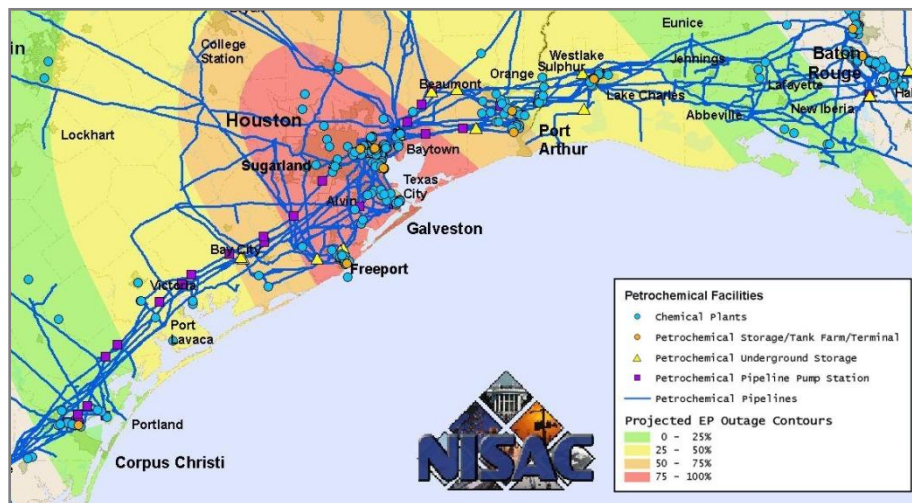 in
College
Station
Eunice
Westlake
Orange
Sulphur
Jennings
Baton
Rouge
Beaumont
Lafayette
Ha
Lake Charles
New Iberia
Houston
Abbeville
Lockhart
Port
Arthur
Baytown
Sugarland
Texas
City
Alvin
Galveston
Bay City
Freeport
Victoria
Port
Lavaca
Portland
Corpus Christi
NISAC
Petrochemical Facilities
Chemical Plants
Petrochemical Storage/Tank Farm/Terminal
Petrochemical Underground Storage
Petrochemical Pipeline Pump Station
Petrochemical Pipelines
Projected EP Outage Contours
0 - 25%
25 - 50%
50 - 75%
75 - 100%